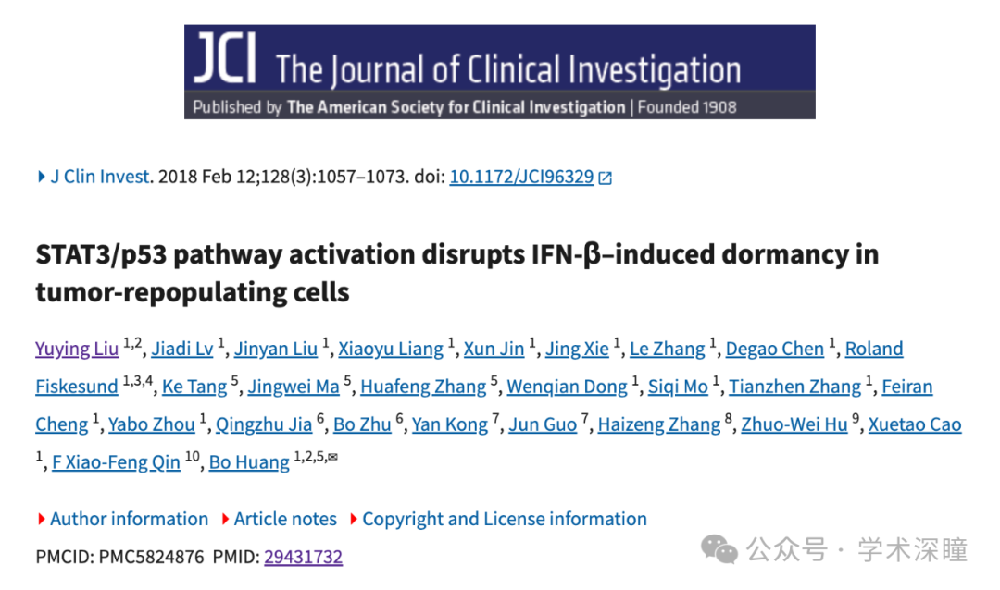 JCI The Journal of Clinical Investigation
Published by The American Society for Clinical Investigation | Founded 1908
J Clin Invest. 2018 Feb 12;128(3):1057–1073. doi: 10.1172/JCI96329
STAT3/p53 pathway activation disrupts IFN-β–induced dormancy in
tumor-repopulating cells
Yuying Liu 1,2, Jiadi Lv 1, Jinyan Liu 1, Xiaoyu Liang 1, Xun Jin 1, Jing Xie 1, Le Zhang 1, Degao Chen 1, Roland
Fiskesund 1,3,4, Ke Tang 5, Jingwei Ma 5, Huafeng Zhang 5, Wenqian Dong 1, Siqi Mo 1, Tianzhen Zhang 1, Feiran
Cheng 1, Yabo Zhou 1, Qingzhu Jia 6, Bo Zhu 6, Yan Kong 7, Jun Guo 7, Haizeng Zhang 8, Zhuo-Wei Hu 9, Xuetao Cao
1, F Xiao-Feng Qin 10, Bo Huang 1,2,5,✉
Author information Article notes Copyright and License information
PMCID: PMC5824876 PMID: 29431732
公众号 · 学术深瞳